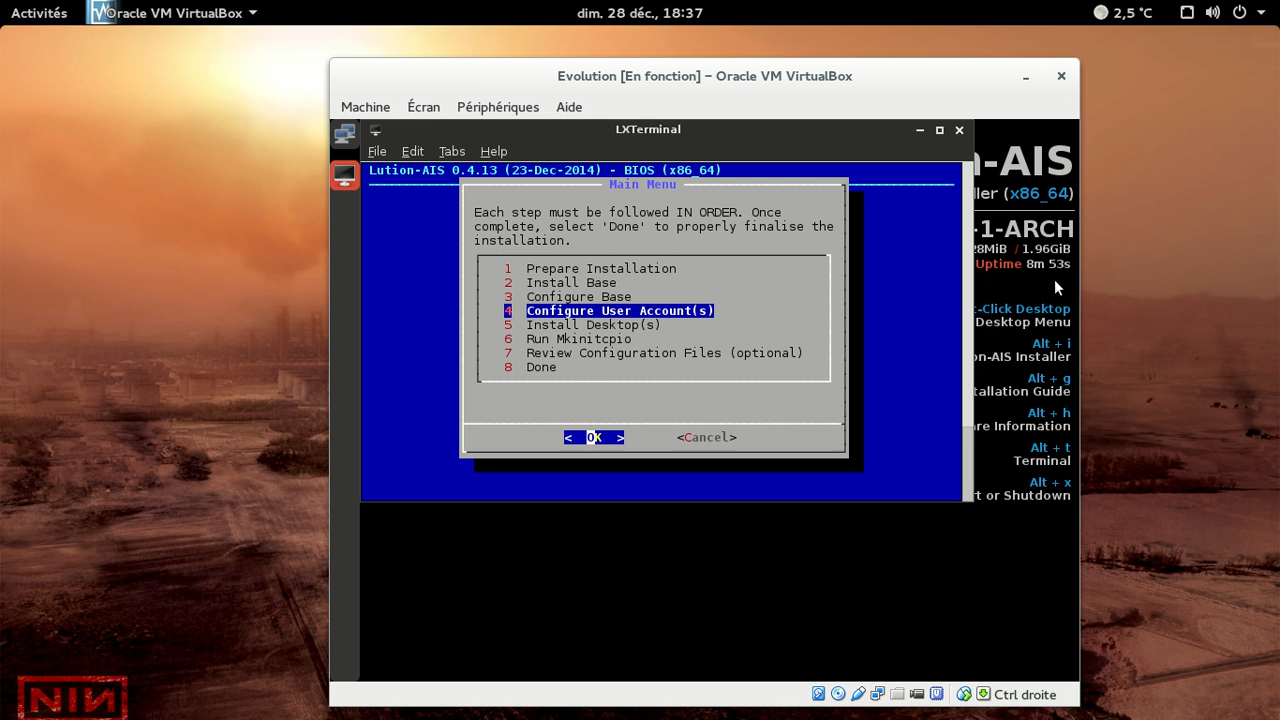 Activités Oracle VM VirtualBox dim. 28 déc., 18:37 2,5 °C
Evolution [En fonction] – Oracle VM VirtualBox
Machine Écran Périphériques Aide
LXTerminal
File Edit Tabs Help
Lution-AIS 0.4.13 (23-Dec-2014) - BIOS (x86_64)
Main Menu
Each step must be followed IN ORDER. Once
complete, select 'Done' to properly finalise the
installation.
1 Prepare Installation
2 Install Base
3 Configure Base
4 Configure User Account(s)
5 Install Desktop(s)
6 Run Mkinitcpio
7 Review Configuration Files (optional)
8 Done
< OK > <Cancel>
n-AIS
ller (x86_64)
1-ARCH
28MiB / 1.96GiB
Uptime 8m 53s
t-Click Desktop
Desktop Menu
Alt + i
on-AIS Installer
Alt + g
tallation Guide
Alt + h
re Information
Alt + t
Terminal
Alt + x
rt or Shutdown
Ctrl droite
NIN